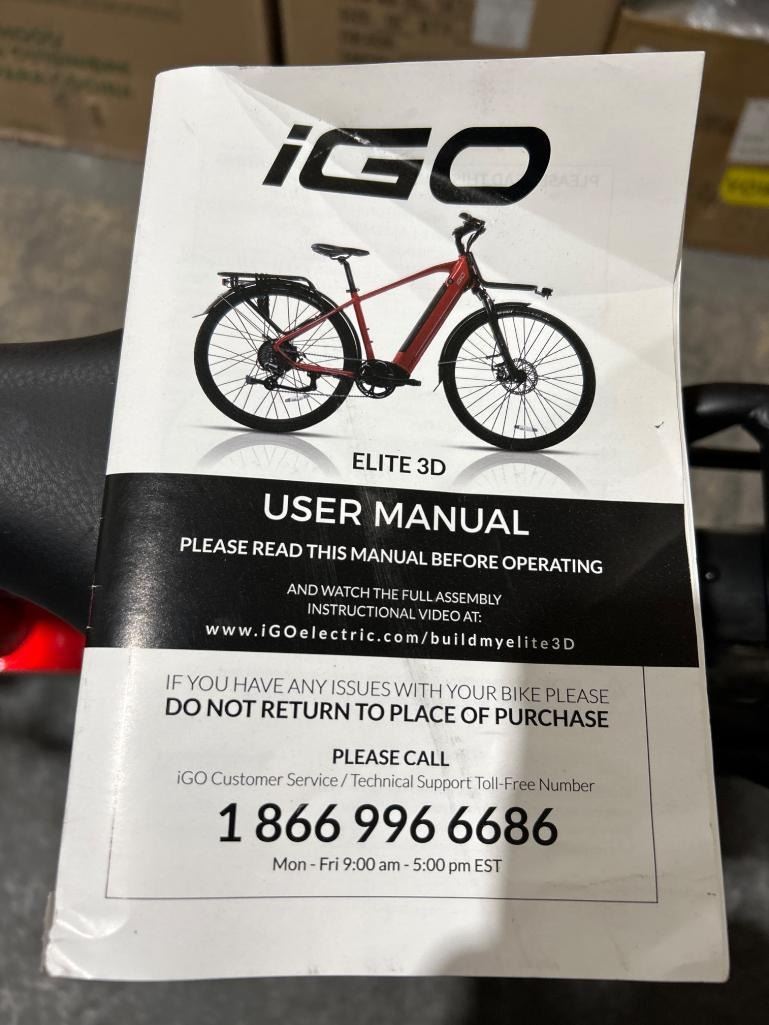 iGO
ELITE 3D
USER MANUAL
PLEASE READ THIS MANUAL BEFORE OPERATING
AND WATCH THE FULL ASSEMBLY
INSTRUCTIONAL VIDEO AT:
www.iGOelectric.com/buildmyelite3D
IF YOU HAVE ANY ISSUES WITH YOUR BIKE PLEASE
DO NOT RETURN TO PLACE OF PURCHASE
PLEASE CALL
iGO Customer Service / Technical Support Toll-Free Number
1 866 996 6686
Mon - Fri 9:00 am - 5:00 pm EST